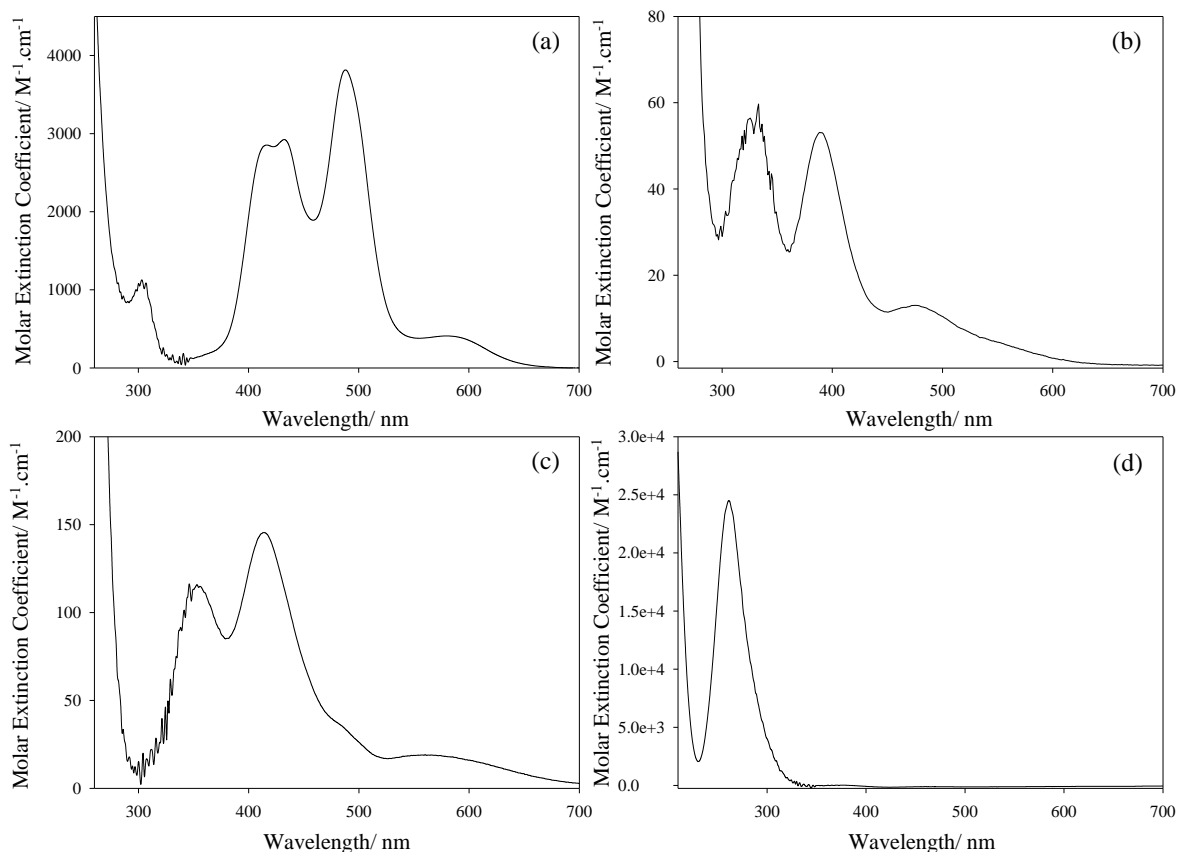 (a)
Molar Extinction Coefficient/ M⁻¹.cm⁻¹
4000
3000
2000
1000
0
300 400 500 600 700
Wavelength/ nm
(b)
Molar Extinction Coefficient/ M⁻¹.cm⁻¹
80
60
40
20
0
300 400 500 600 700
Wavelength/ nm
(c)
Molar Extinction Coefficient/ M⁻¹.cm⁻¹
200
150
100
50
0
300 400 500 600 700
Wavelength/ nm
(d)
Molar Extinction Coefficient/ M⁻¹.cm⁻¹
3.0e+4
2.5e+4
2.0e+4
1.5e+4
1.0e+4
5.0e+3
0.0
300 400 500 600 700
Wavelength/ nm